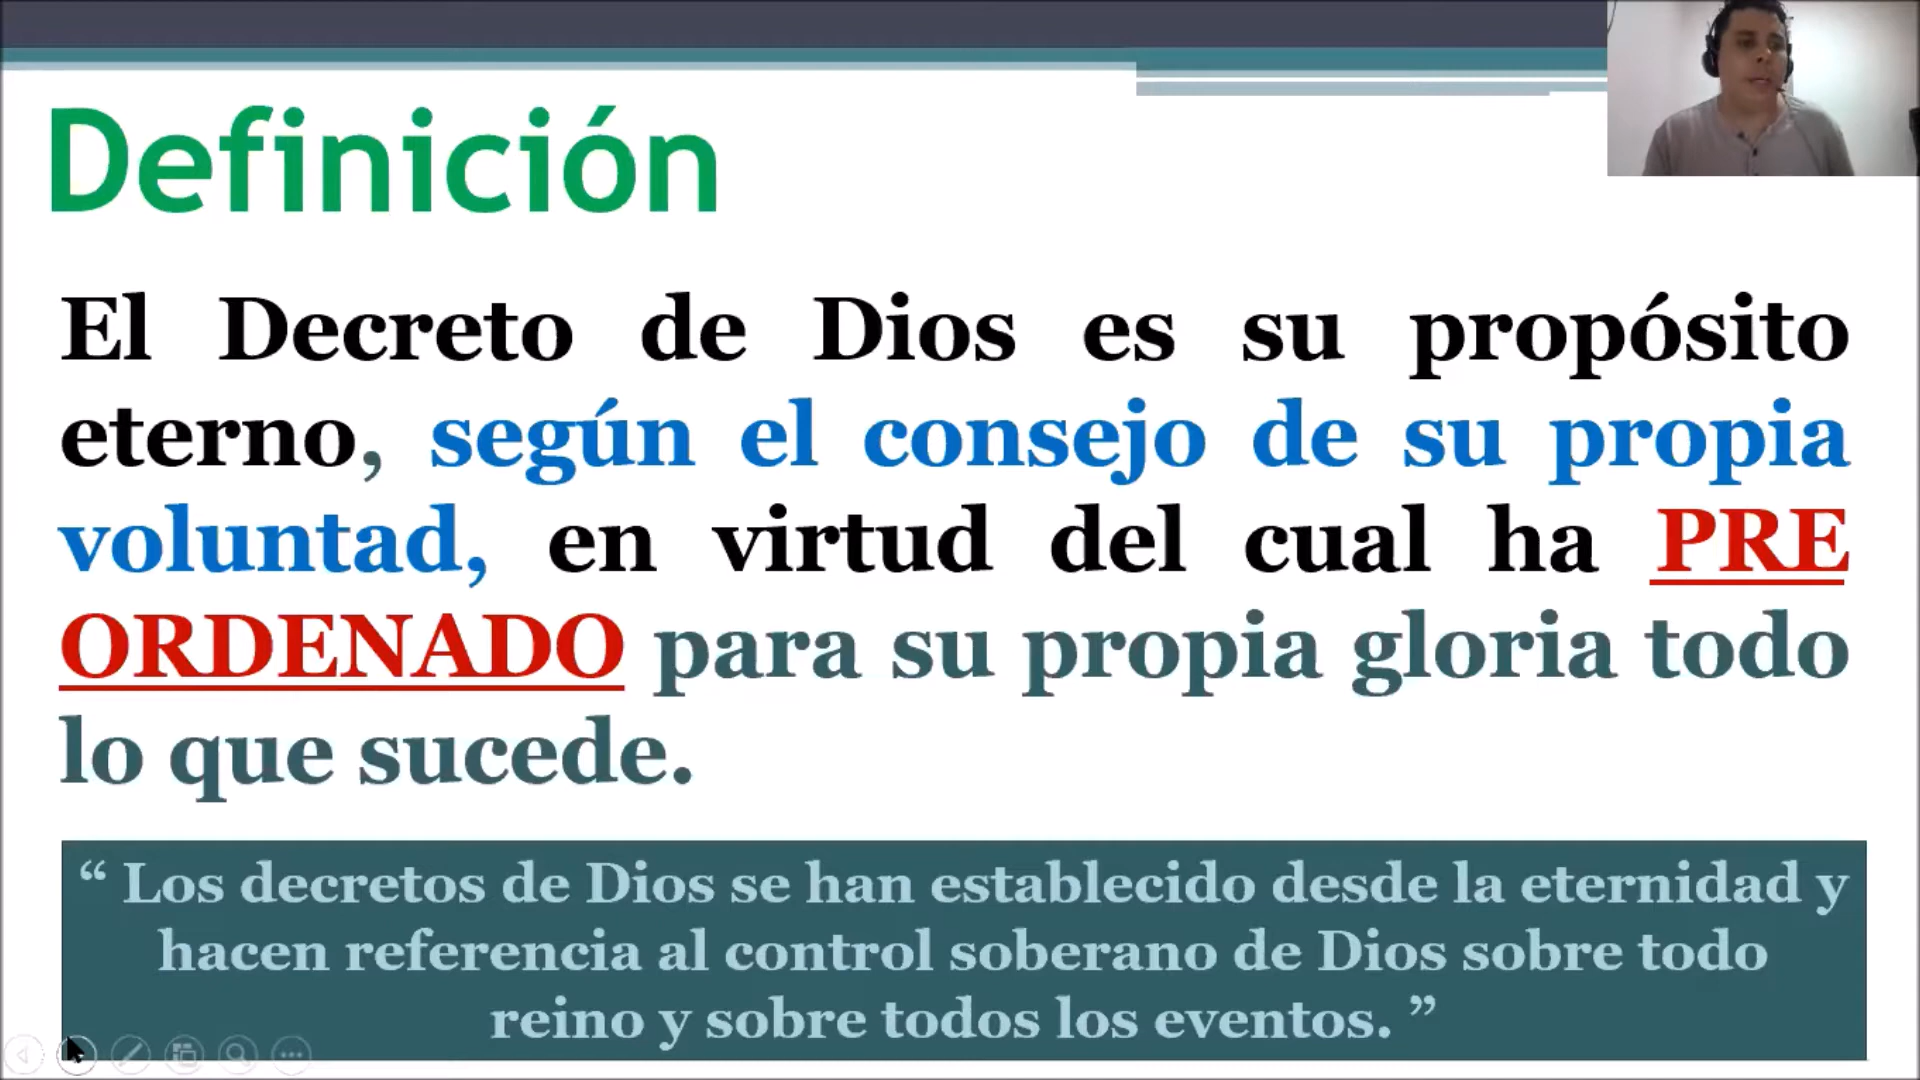 Definición
El Decreto de Dios es su propósito
eterno, según el consejo de su propia
voluntad, en virtud del cual ha PRE
ORDENADO para su propia gloria todo
lo que sucede.
“ Los decretos de Dios se han establecido desde la eternidad y
hacen referencia al control soberano de Dios sobre todo
reino y sobre todos los eventos. ”